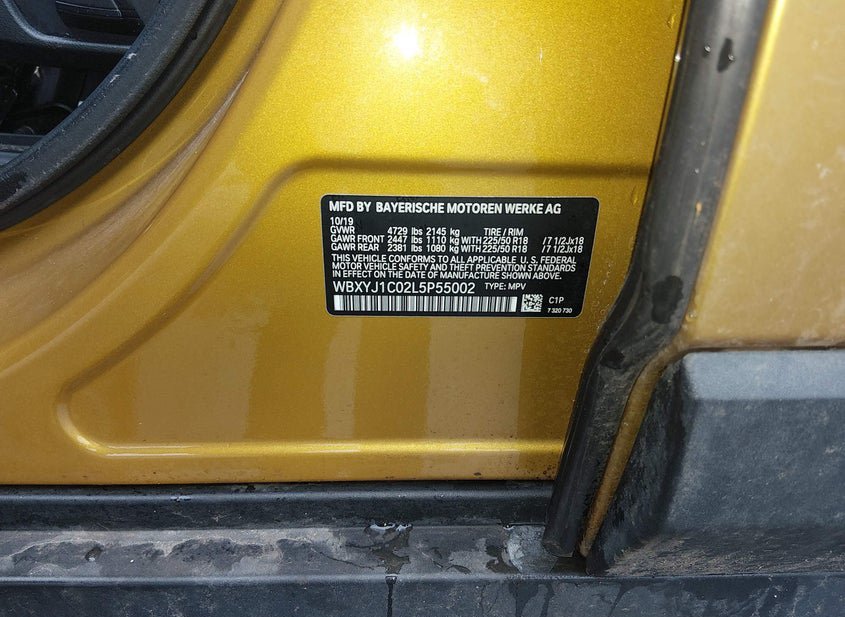 MFD BY BAYERISCHE MOTOREN WERKE AG
10/19
GVWR 4729 lbs 2145 kg TIRE / RIM
GAWR FRONT 2447 lbs 1110 kg WITH 225/50 R18 / 7 1/2Jx18
GAWR REAR 2381 lbs 1080 kg WITH 225/50 R18 / 7 1/2Jx18
THIS VEHICLE CONFORMS TO ALL APPLICABLE U. S. FEDERAL
MOTOR VEHICLE SAFETY AND THEFT PREVENTION STANDARDS
IN EFFECT ON THE DATE OF MANUFACTURE SHOWN ABOVE.
WBXYJ1C02L5P55002 TYPE: MPV
C1P
7 320 730